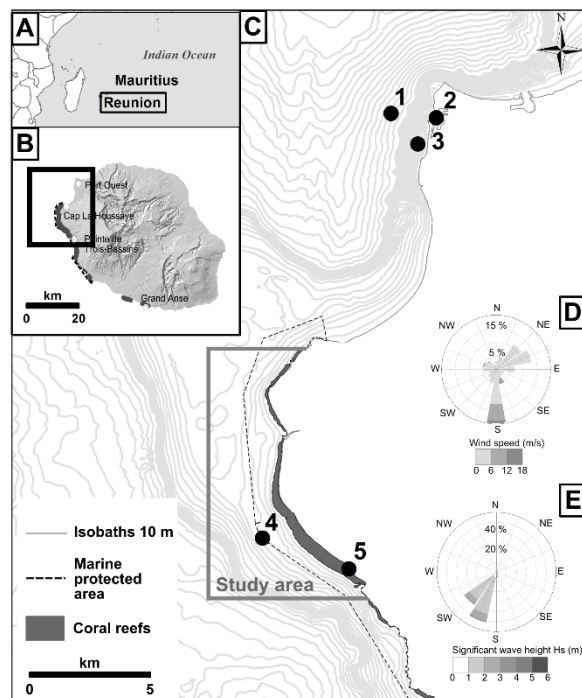 A
Indian Ocean
Mauritius
Reunion
B
Port Ouest
Cap La Houssaye
Pointe de
Trois-Bassins
Grand Anse
km
0 20
C
N
1
2
3
4
5
Study area
Isobaths 10 m
Marine
protected
area
Coral reefs
km
0 5
D
N
15 %
NW NE
5 %
W E
SW SE
S
Wind speed (m/s)
0 6 12 18
E
N
40 %
NW NE
20 %
W E
SW SE
S
Significant wave height Hs (m)
0 1 2 3 4 5 6